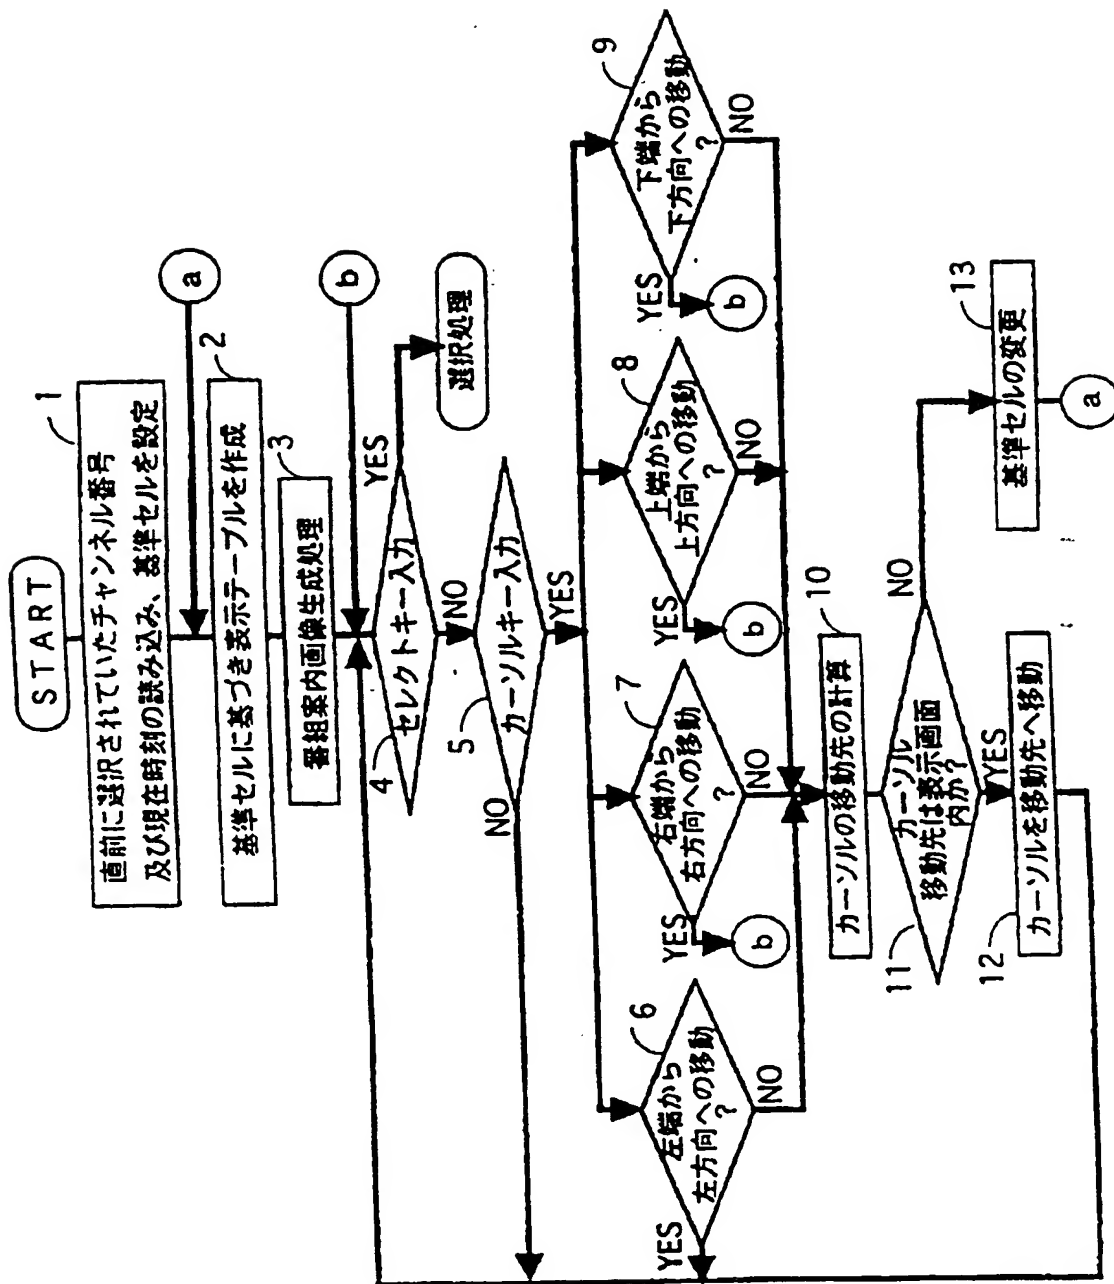 START
1
直前に選択されていたチャンネル番号
及び現在時刻の読み込み、基準セルを設定
a
2
基準セルに基づき表示テーブルを作成
3
番組案内画像生成処理
b
4
セレクトキー入力
YES
選択処理
NO
5
カーソルキー入力
NO
YES
6
左端から
左方向への移動
?
YES
NO
7
右端から
右方向への移動
?
YES
b
NO
8
上端から
上方向への移動
?
YES
b
NO
9
下端から
下方向への移動
?
YES
b
NO
10
カーソルの移動先の計算
11
カーソル
移動先は表示画面
内か?
NO
YES
12
カーソルを移動先へ移動
13
基準セルの変更
a